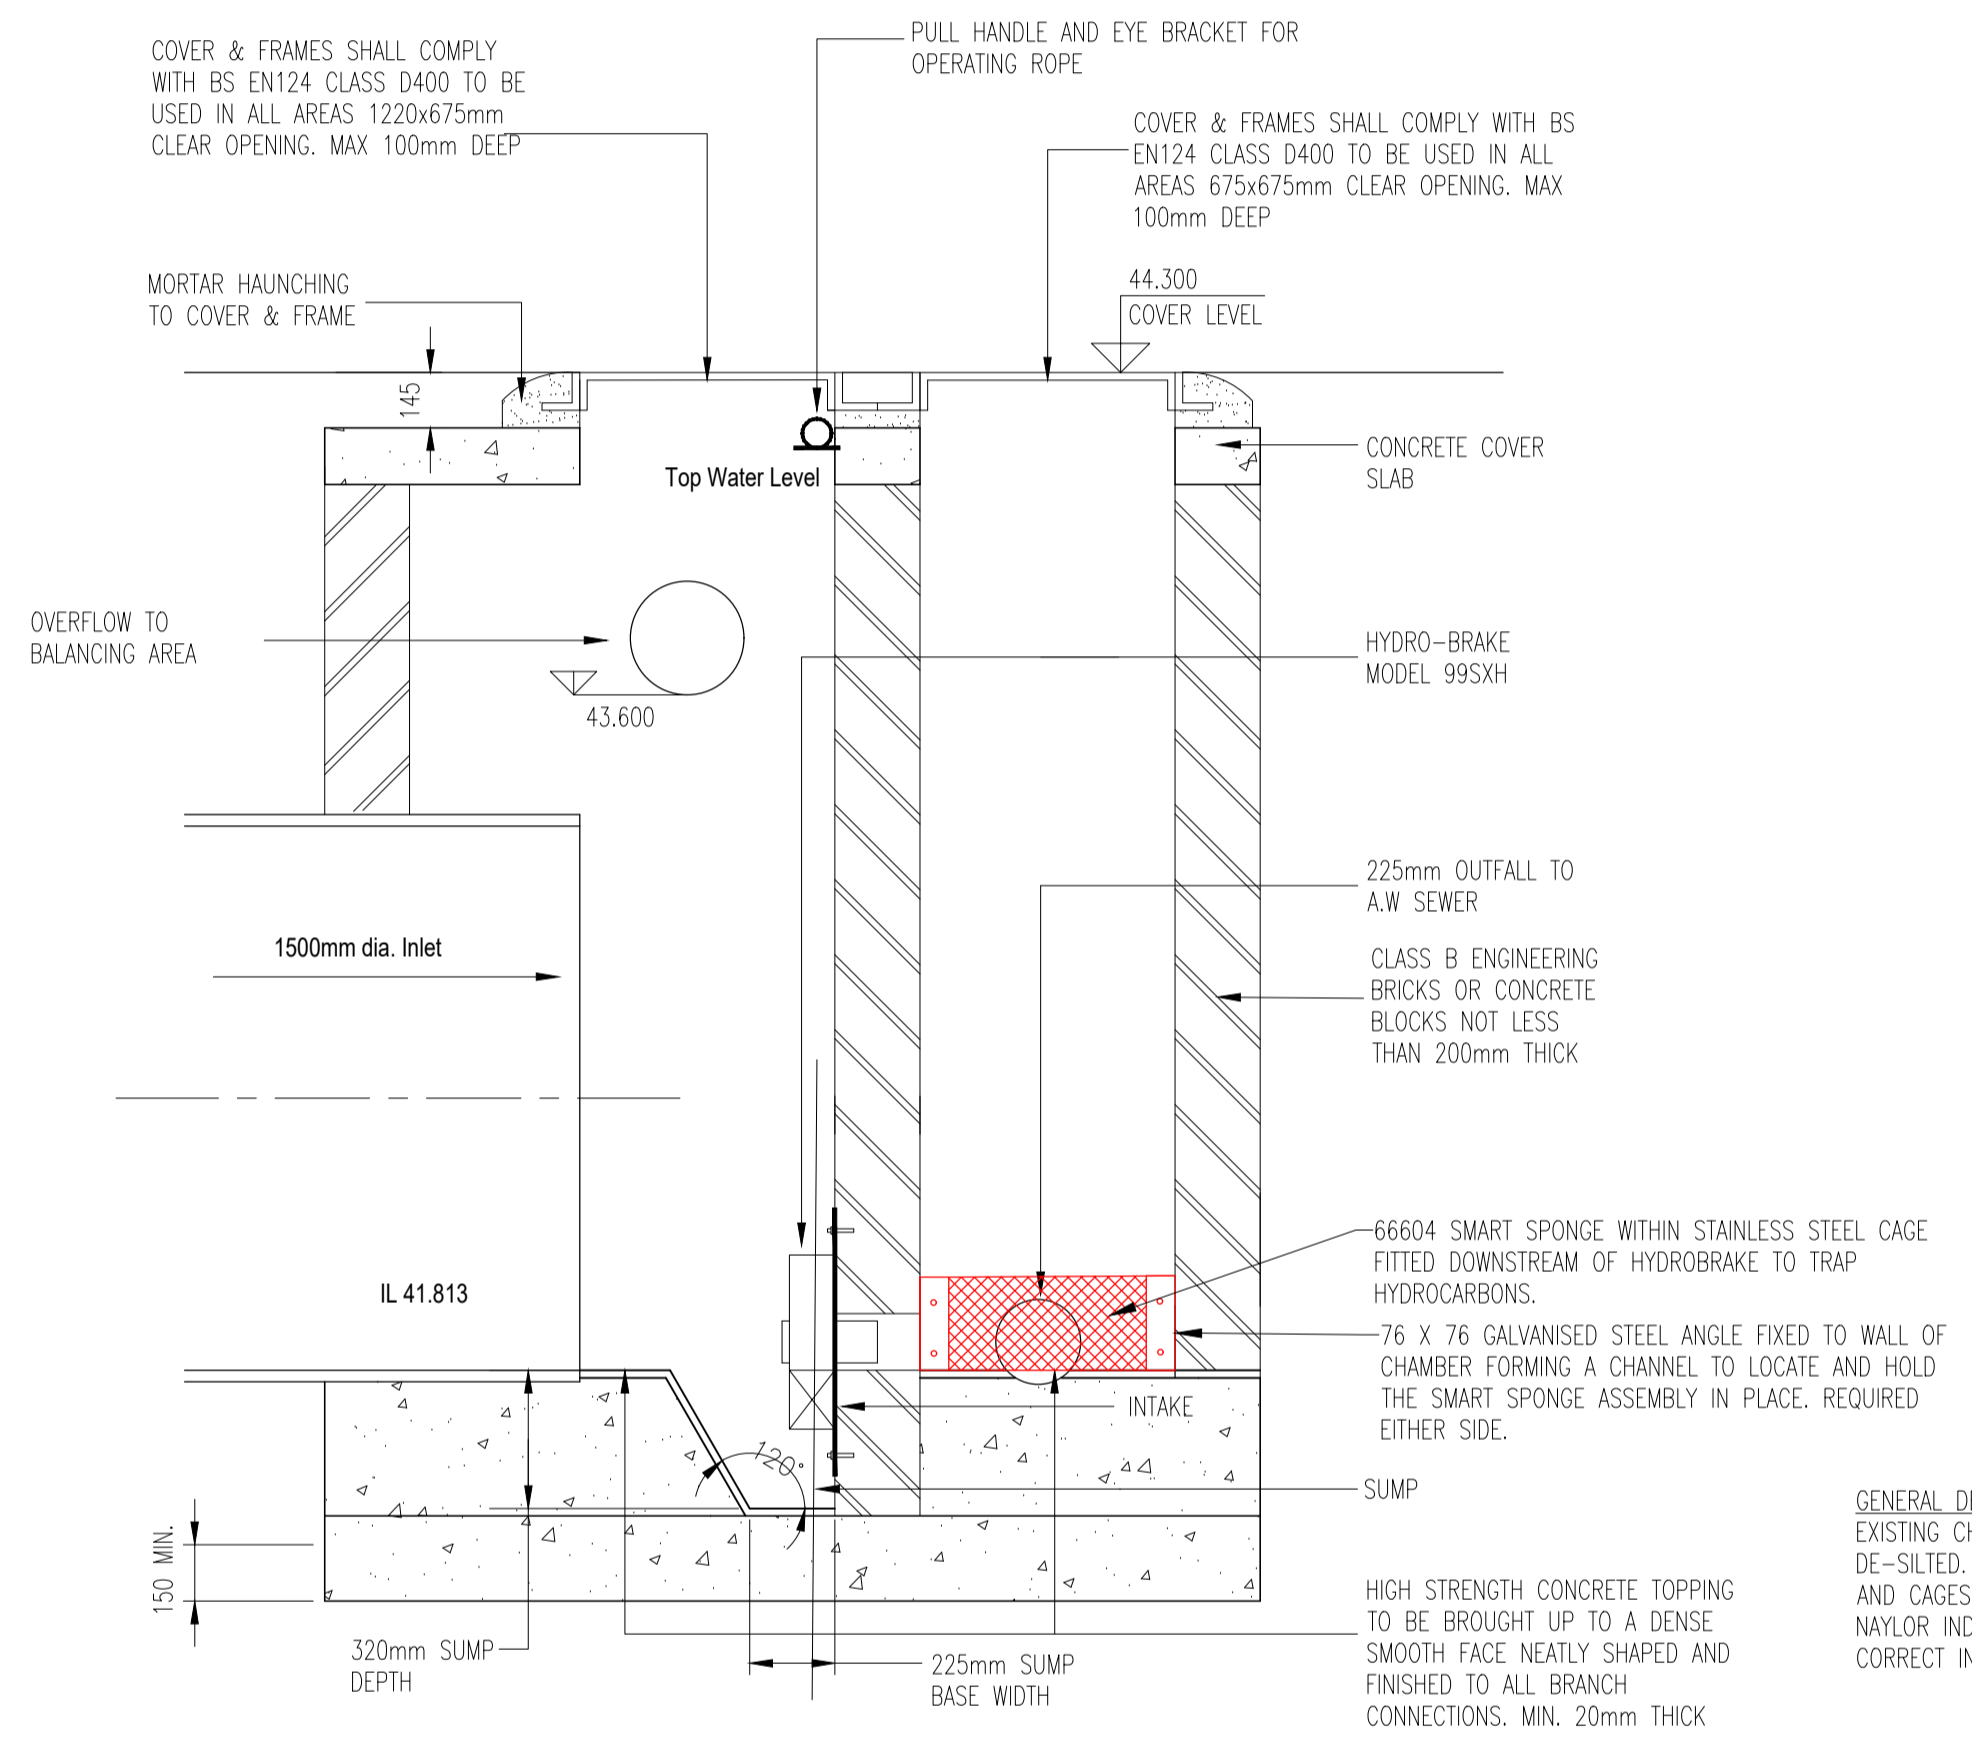 PULL HANDLE AND EYE BRACKET FOR
OPERATING ROPE
COVER & FRAMES SHALL COMPLY
WITH BS EN124 CLASS D400 TO BE
USED IN ALL AREAS 1220x675mm
CLEAR OPENING. MAX 100mm DEEP
COVER & FRAMES SHALL COMPLY WITH BS
EN124 CLASS D400 TO BE USED IN ALL
AREAS 675x675mm CLEAR OPENING. MAX
100mm DEEP
MORTAR HAUNCHING
TO COVER & FRAME
44.300
COVER LEVEL
145
CONCRETE COVER
SLAB
Top Water Level
OVERFLOW TO
BALANCING AREA
43.600
HYDRO-BRAKE
MODEL 99SXH
225mm OUTFALL TO
A.W SEWER
1500mm dia. Inlet
CLASS B ENGINEERING
BRICKS OR CONCRETE
BLOCKS NOT LESS
THAN 200mm THICK
66604 SMART SPONGE WITHIN STAINLESS STEEL CAGE
FITTED DOWNSTREAM OF HYDROBRAKE TO TRAP
HYDROCARBONS.
IL 41.813
76 X 76 GALVANISED STEEL ANGLE FIXED TO WALL OF
CHAMBER FORMING A CHANNEL TO LOCATE AND HOLD
THE SMART SPONGE ASSEMBLY IN PLACE. REQUIRED
EITHER SIDE.
INTAKE
120°
SUMP
150 MIN.
320mm SUMP
DEPTH
225mm SUMP
BASE WIDTH
HIGH STRENGTH CONCRETE TOPPING
TO BE BROUGHT UP TO A DENSE
SMOOTH FACE NEATLY SHAPED AND
FINISHED TO ALL BRANCH
CONNECTIONS. MIN. 20mm THICK
GENERAL
EXISTING
DE-SILTED.
AND CAGES
NAYLOR
CORRECT